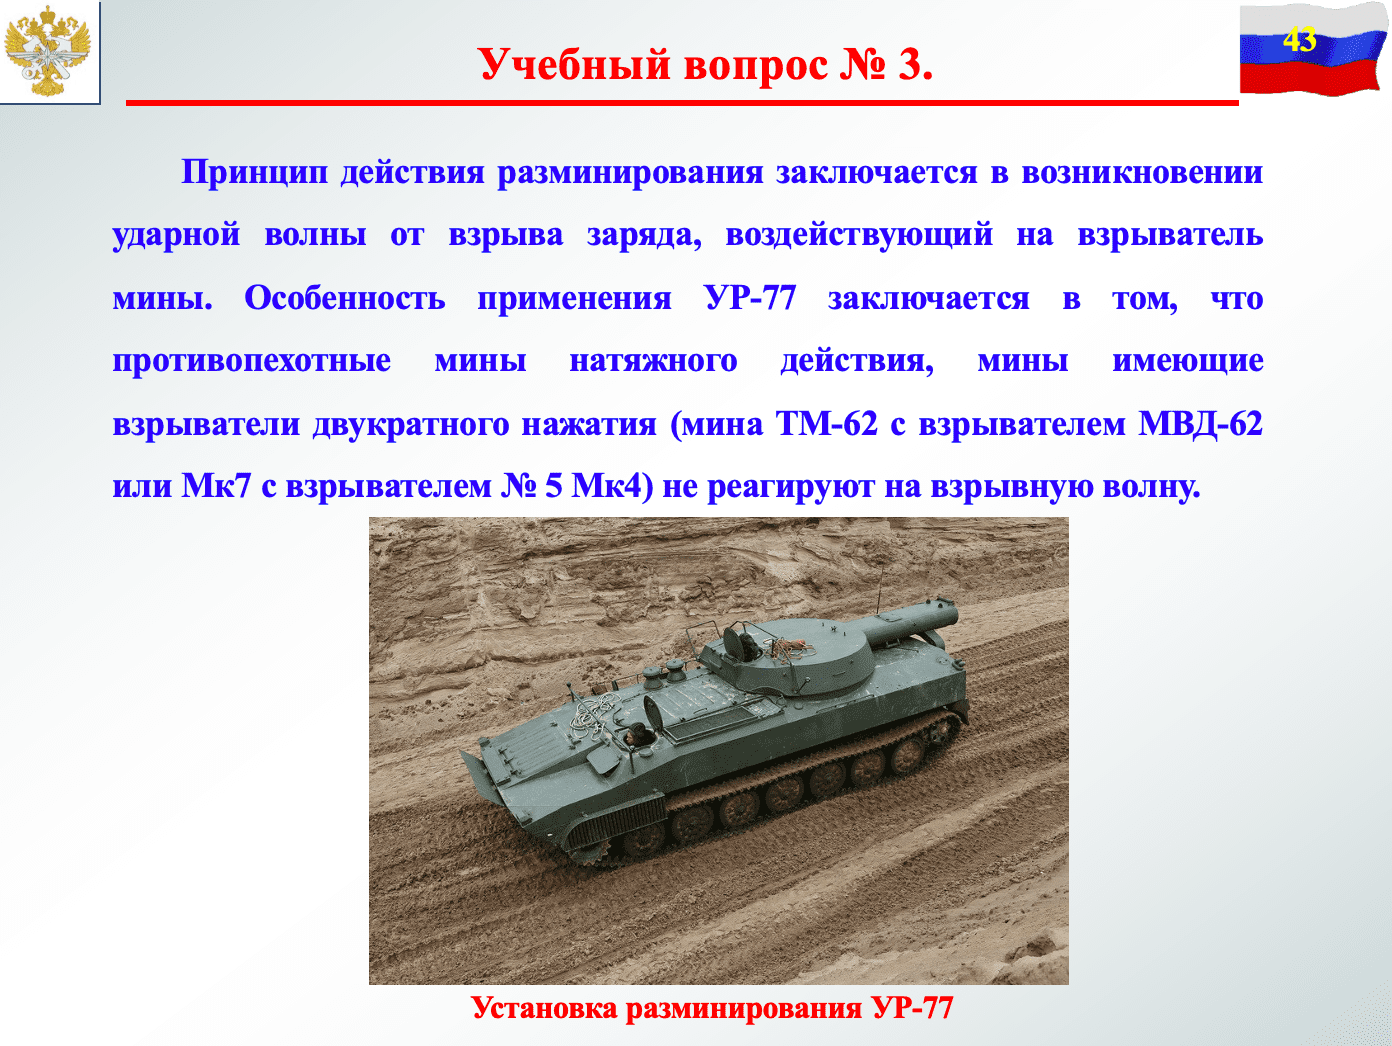 43
Учебный вопрос № 3.
Принцип действия разминирования заключается в возникновении
ударной волны от взрыва заряда, воздействующий на взрыватель
мины. Особенность применения УР-77 заключается в том, что
противопехотные мины натяжного действия, мины имеющие
взрыватели двукратного нажатия (мина ТМ-62 с взрывателем МВД-62
или Мк7 с взрывателем № 5 Мк4) не реагируют на взрывную волну.
Установка разминирования УР-77